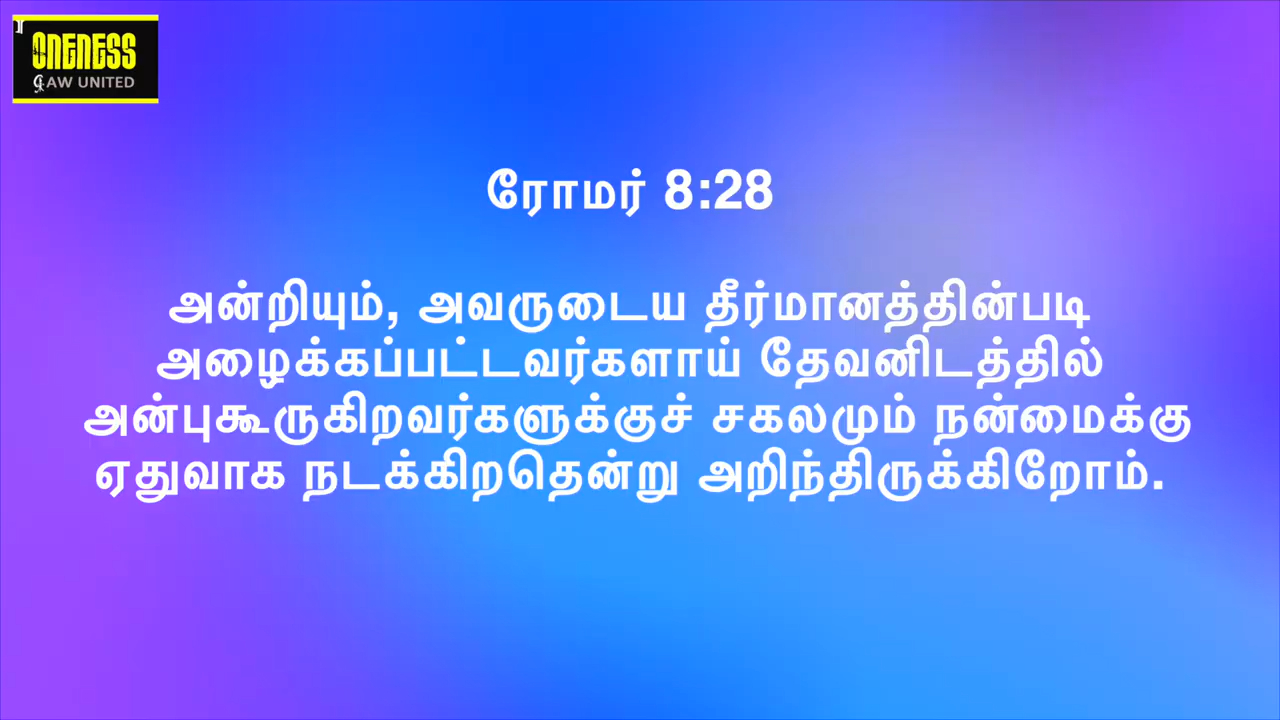 ONENESS
GAW UNITED
ரோமர் 8:28
அன்றியும், அவருடைய தீர்மானத்தின்படி
அழைக்கப்பட்டவர்களாய் தேவனிடத்தில்
அன்புகூருகிறவர்களுக்குச் சகலமும் நன்மைக்கு
ஏதுவாக நடக்கிறதென்று அறிந்திருக்கிறோம்.